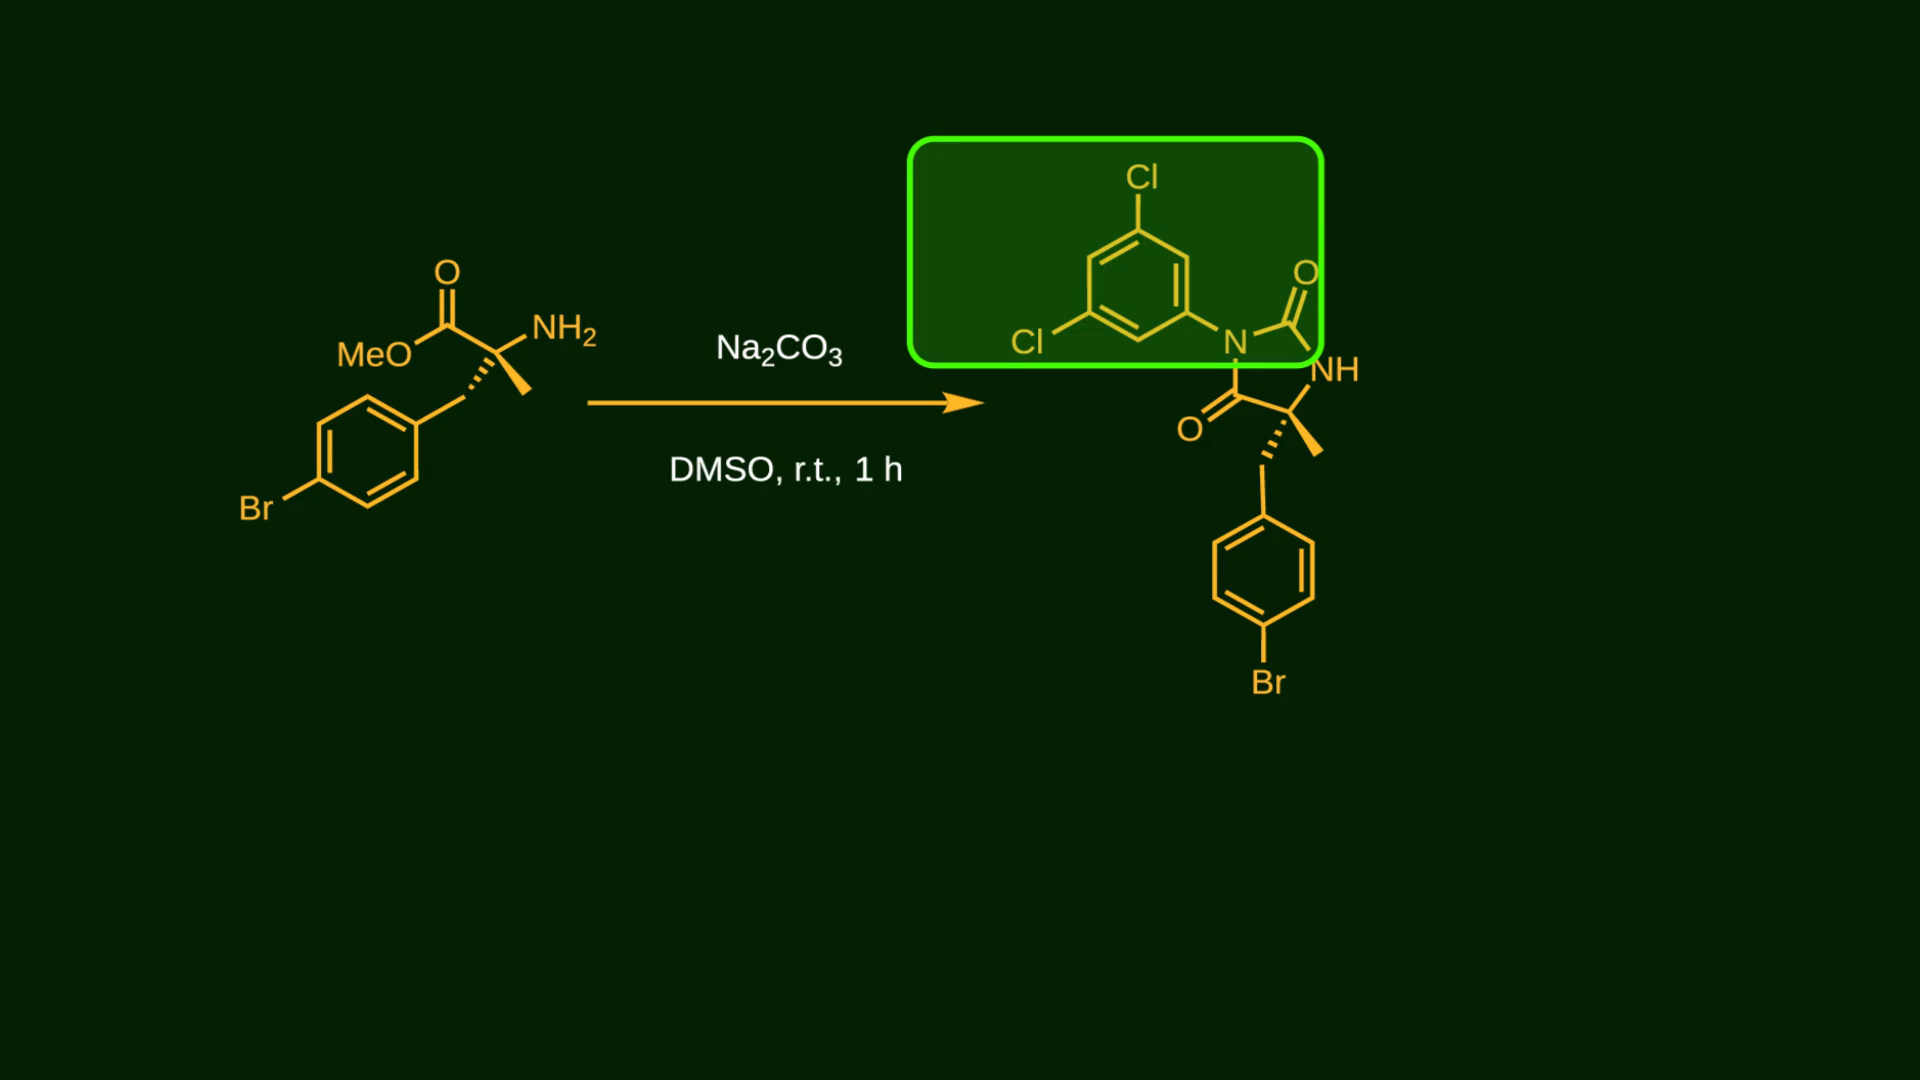 O
MeO
NH₂
Br
Na₂CO₃
DMSO, r.t., 1 h
Cl
Cl
N
O
NH
O
Br